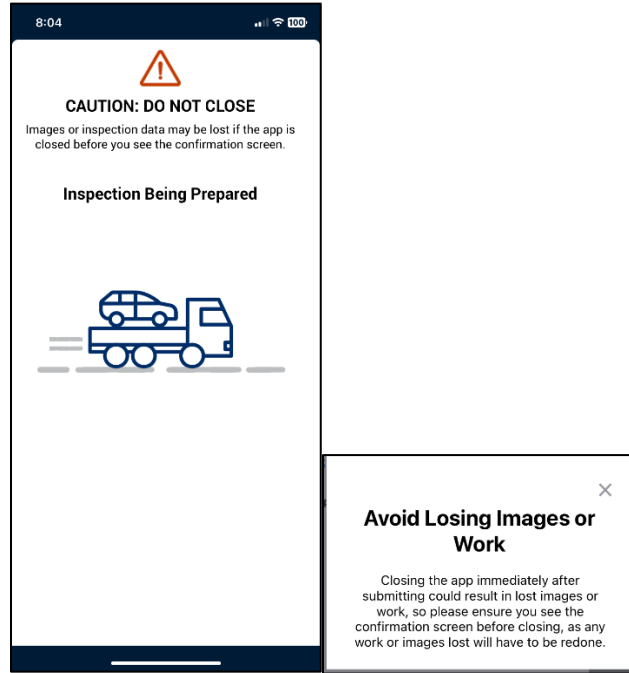 8:04
100
CAUTION: DO NOT CLOSE
Images or inspection data may be lost if the app is
closed before you see the confirmation screen.
Inspection Being Prepared
Avoid Losing Images or
Work
Closing the app immediately after
submitting could result in lost images or
work, so please ensure you see the
confirmation screen before closing, as any
work or images lost will have to be redone.